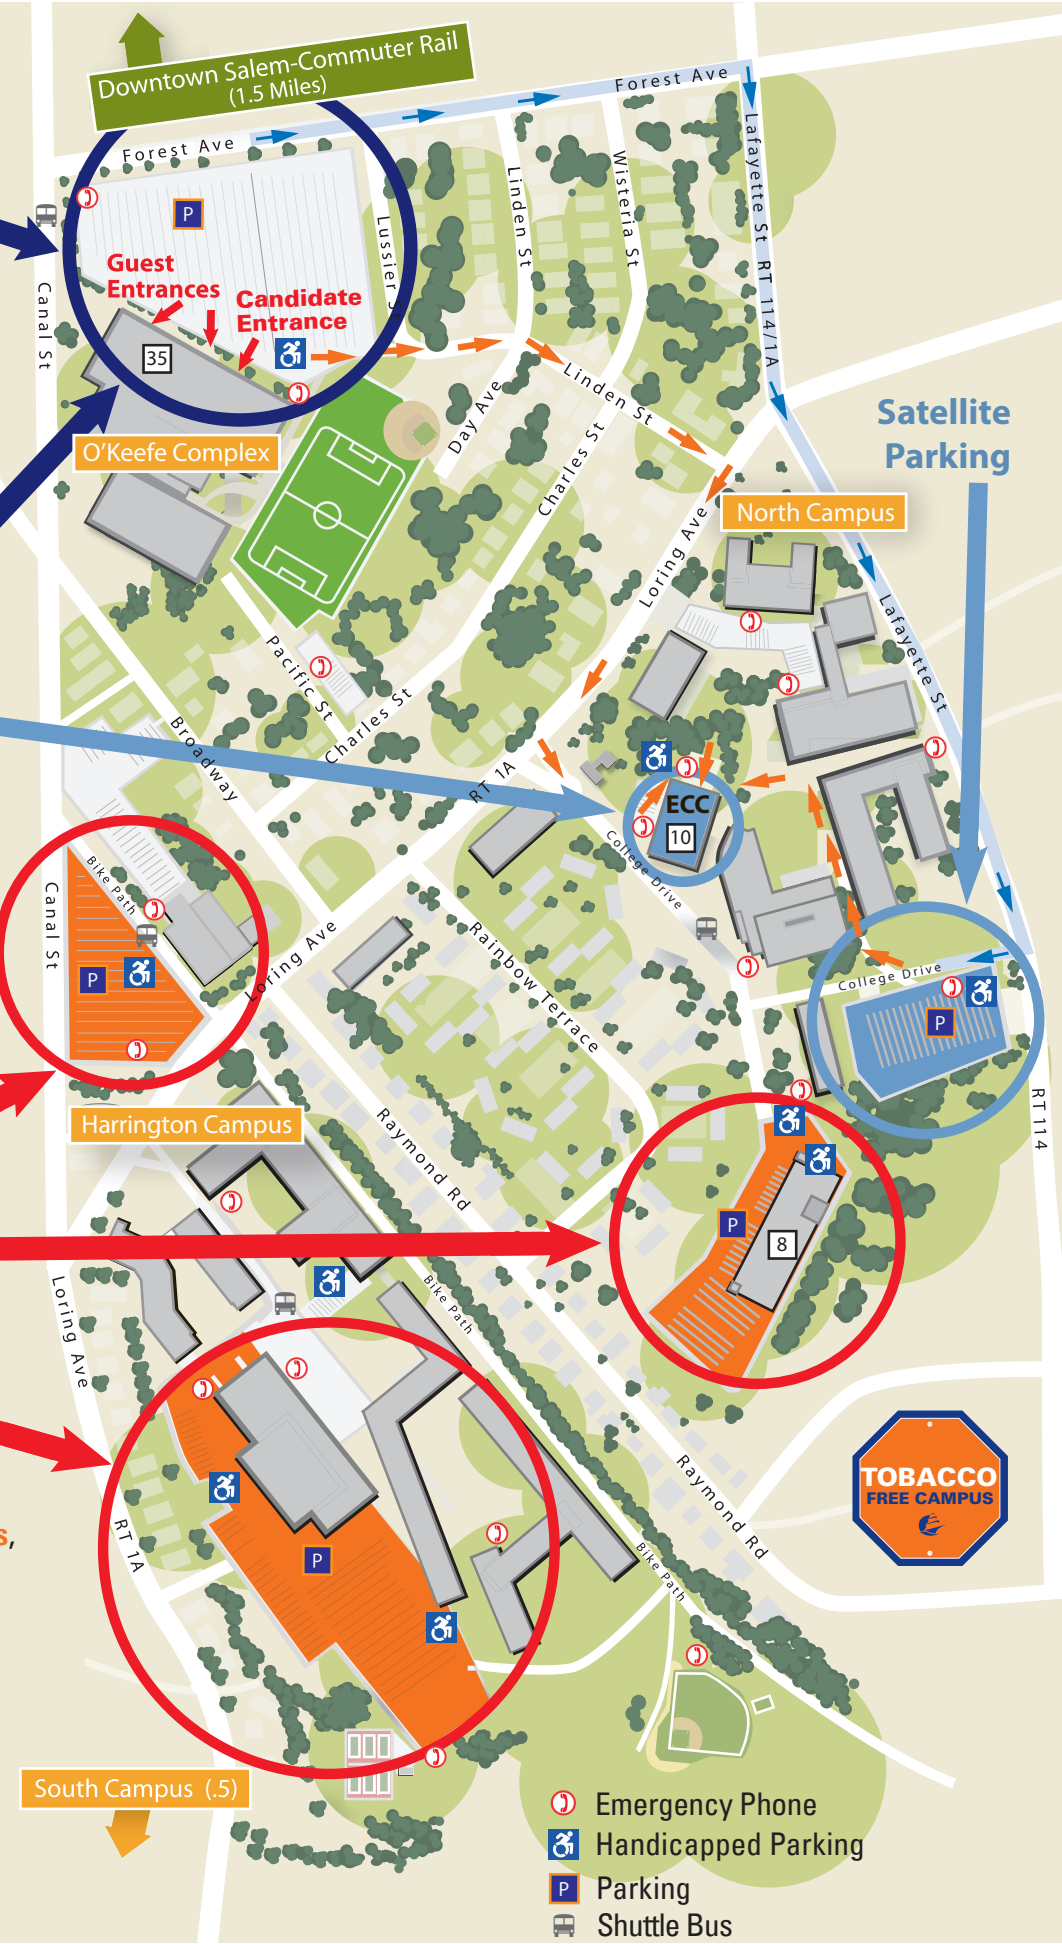 Downtown Salem-Commuter Rail
(1.5 Miles)
Forest Ave
Forest Ave
Lafayette St
RT 114/1A
Linden St
Wisteria St
Lussier St
Canal St
P
Guest
Entrances
Candidate
Entrance
35
O'Keefe Complex
Day Ave
Linden St
Charles St
Satellite
Parking
North Campus
Loring Ave
Lafayette St
Pacific St
Charles St
Broadway
RT 1A
ECC
10
College Drive
Bike Path
Canal St
P
Loring Ave
Rainbow Terrace
College Drive
P
RT 114
Harrington Campus
Raymond Rd
P
8
Loring Ave
Bike Path
TOBACCO
FREE CAMPUS
Raymond Rd
RT 1A
s,
P
Bike Path
South Campus (.5)
Emergency Phone
Handicapped Parking
P Parking
Shuttle Bus